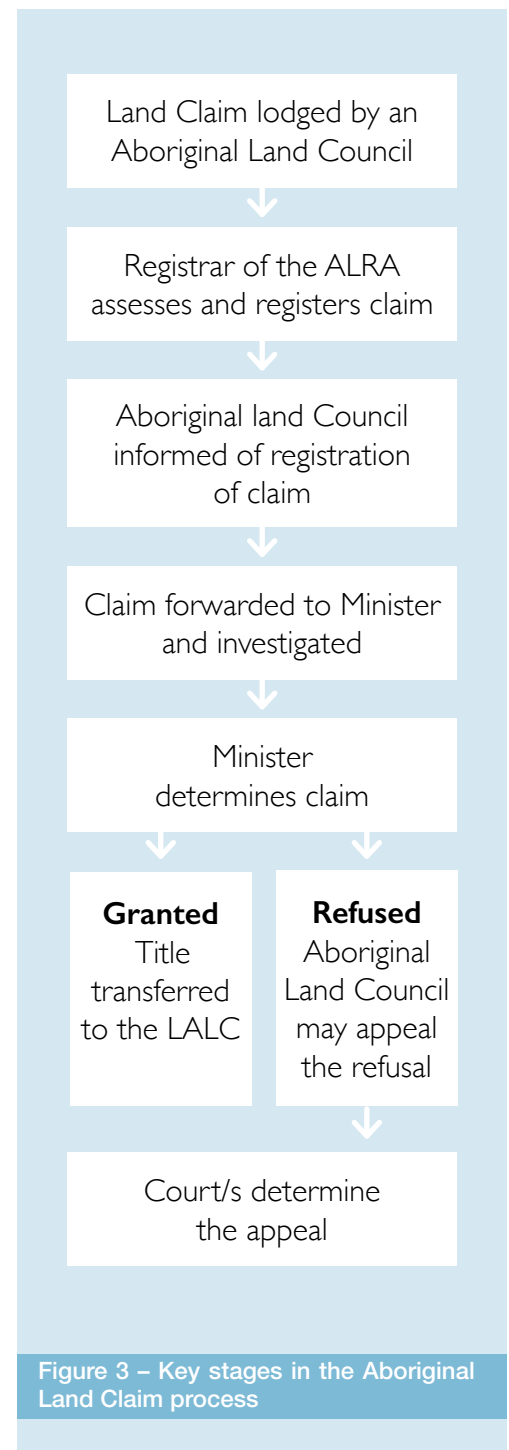 Land Claim lodged by an
Aboriginal Land Council
Registrar of the ALRA
assesses and registers claim
Aboriginal land Council
informed of registration
of claim
Claim forwarded to Minister
and investigated
Minister
determines claim
Granted
Title
transferred
to the LALC
Refused
Aboriginal
Land Council
may appeal
the refusal
Court/s determine
the appeal
Figure 3 – Key stages in the Aboriginal
Land Claim process